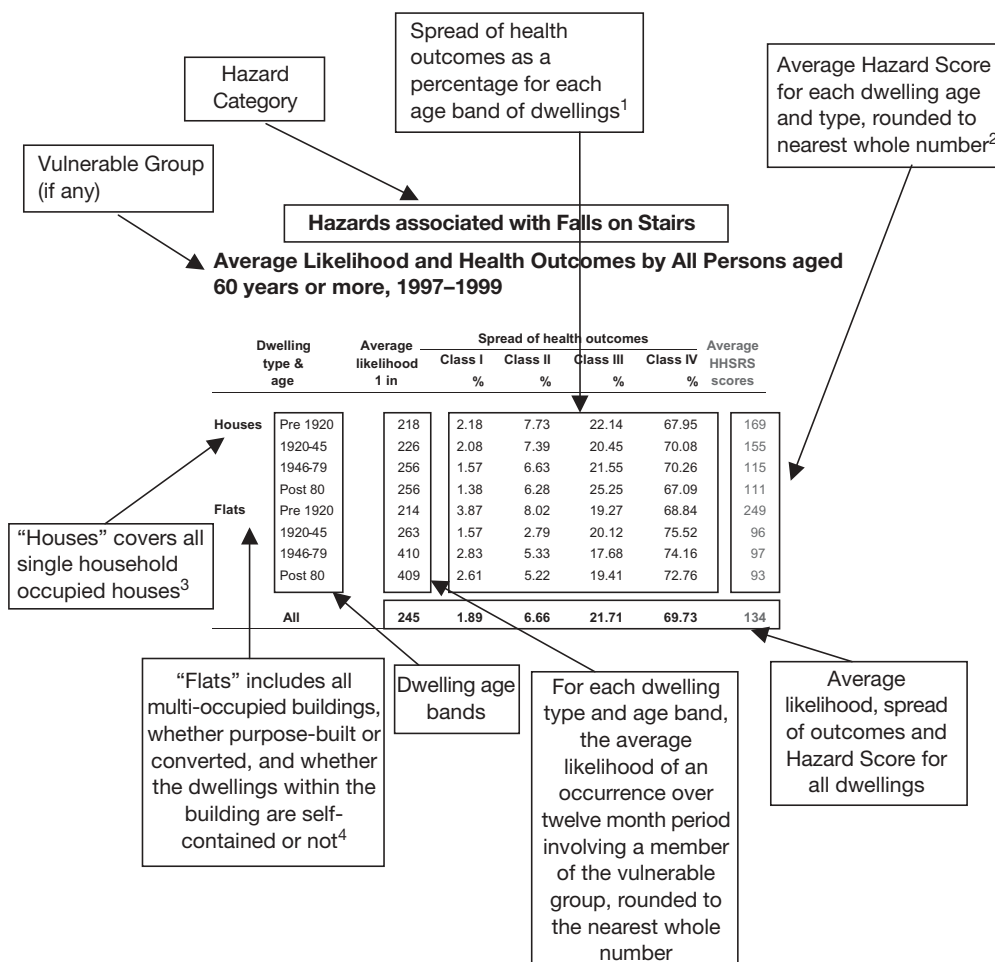 Spread of health
outcomes as a
percentage for each
age band of dwellings1
Hazard
Category
Average Hazard Score
for each dwelling age
and type, rounded to
nearest whole number2
Vulnerable Group
(if any)
Hazards associated with Falls on Stairs
Average Likelihood and Health Outcomes by All Persons aged
60 years or more, 1997–1999
Dwelling type & age Average likelihood 1 in Spread of health outcomes Average HHSRS scores
Class I % Class II % Class III % Class IV %
Houses Pre 1920 218 2.18 7.73 22.14 67.95 169
1920-45 226 2.08 7.39 20.45 70.08 155
1946-79 256 1.57 6.63 21.55 70.26 115
Post 80 256 1.38 6.28 25.25 67.09 111
Flats Pre 1920 214 3.87 8.02 19.27 68.84 249
1920-45 263 1.57 2.79 20.12 75.52 96
1946-79 410 2.83 5.33 17.68 74.16 97
Post 80 409 2.61 5.22 19.41 72.76 93
All 245 1.89 6.66 21.71 69.73 134
“Houses” covers all
single household
occupied houses3
“Flats” includes all
multi-occupied buildings,
whether purpose-built or
converted, and whether
the dwellings within the
building are self-
contained or not4
Dwelling age
bands
For each dwelling
type and age band,
the average
likelihood of an
occurrence over
twelve month period
involving a member
of the vulnerable
group, rounded to
the nearest whole
number
Average
likelihood, spread
of outcomes and
Hazard Score for
all dwellings